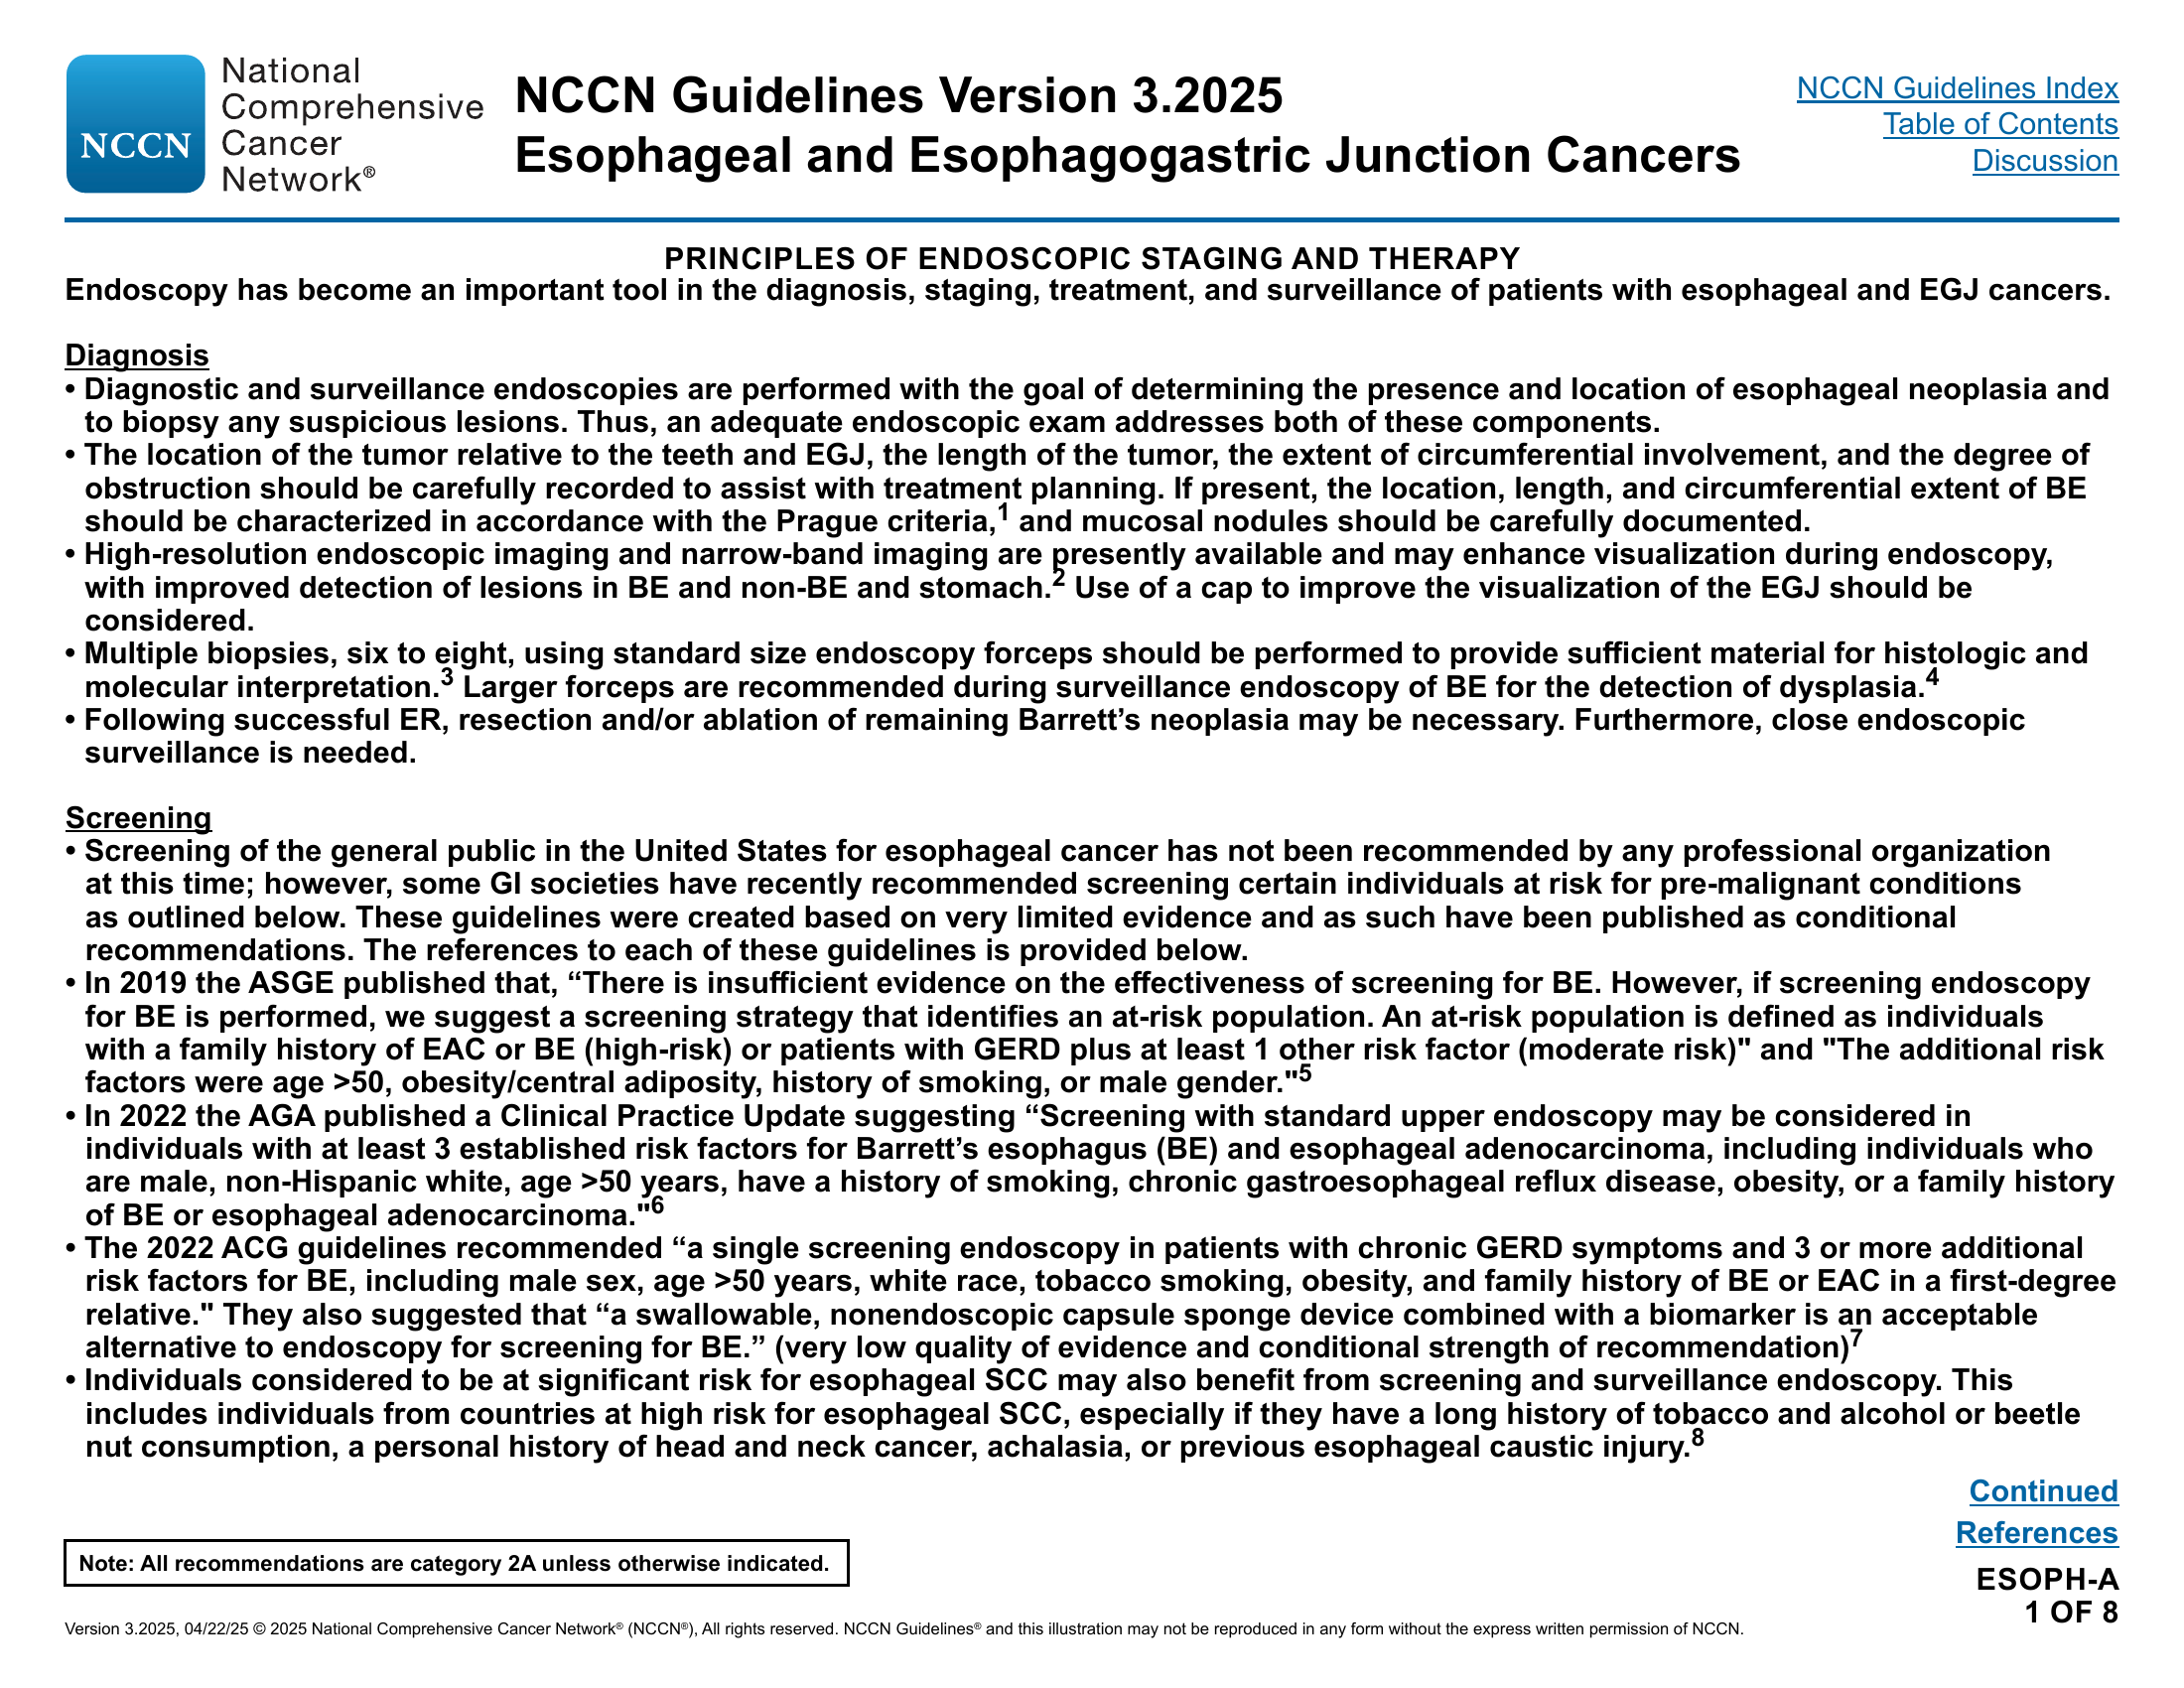 NCCN
National
Comprehensive
Cancer
Network®
NCCN Guidelines Version 3.2025
Esophageal and Esophagogastric Junction Cancers
NCCN Guidelines Index
Table of Contents
Discussion
PRINCIPLES OF ENDOSCOPIC STAGING AND THERAPY
Endoscopy has become an important tool in the diagnosis, staging, treatment, and surveillance of patients with esophageal and EGJ cancers.
Diagnosis
• Diagnostic and surveillance endoscopies are performed with the goal of determining the presence and location of esophageal neoplasia and
to biopsy any suspicious lesions. Thus, an adequate endoscopic exam addresses both of these components.
• The location of the tumor relative to the teeth and EGJ, the length of the tumor, the extent of circumferential involvement, and the degree of
obstruction should be carefully recorded to assist with treatment planning. If present, the location, length, and circumferential extent of BE
should be characterized in accordance with the Prague criteria,1 and mucosal nodules should be carefully documented.
• High-resolution endoscopic imaging and narrow-band imaging are presently available and may enhance visualization during endoscopy,
with improved detection of lesions in BE and non-BE and stomach.2 Use of a cap to improve the visualization of the EGJ should be
considered.
• Multiple biopsies, six to eight, using standard size endoscopy forceps should be performed to provide sufficient material for histologic and
molecular interpretation.3 Larger forceps are recommended during surveillance endoscopy of BE for the detection of dysplasia.4
• Following successful ER, resection and/or ablation of remaining Barrett’s neoplasia may be necessary. Furthermore, close endoscopic
surveillance is needed.
Screening
• Screening of the general public in the United States for esophageal cancer has not been recommended by any professional organization
at this time; however, some GI societies have recently recommended screening certain individuals at risk for pre-malignant conditions
as outlined below. These guidelines were created based on very limited evidence and as such have been published as conditional
recommendations. The references to each of these guidelines is provided below.
• In 2019 the ASGE published that, “There is insufficient evidence on the effectiveness of screening for BE. However, if screening endoscopy
for BE is performed, we suggest a screening strategy that identifies an at-risk population. An at-risk population is defined as individuals
with a family history of EAC or BE (high-risk) or patients with GERD plus at least 1 other risk factor (moderate risk)" and "The additional risk
factors were age >50, obesity/central adiposity, history of smoking, or male gender."5
• In 2022 the AGA published a Clinical Practice Update suggesting “Screening with standard upper endoscopy may be considered in
individuals with at least 3 established risk factors for Barrett’s esophagus (BE) and esophageal adenocarcinoma, including individuals who
are male, non-Hispanic white, age >50 years, have a history of smoking, chronic gastroesophageal reflux disease, obesity, or a family history
of BE or esophageal adenocarcinoma."6
• The 2022 ACG guidelines recommended “a single screening endoscopy in patients with chronic GERD symptoms and 3 or more additional
risk factors for BE, including male sex, age >50 years, white race, tobacco smoking, obesity, and family history of BE or EAC in a first-degree
relative." They also suggested that “a swallowable, nonendoscopic capsule sponge device combined with a biomarker is an acceptable
alternative to endoscopy for screening for BE.” (very low quality of evidence and conditional strength of recommendation)7
• Individuals considered to be at significant risk for esophageal SCC may also benefit from screening and surveillance endoscopy. This
includes individuals from countries at high risk for esophageal SCC, especially if they have a long history of tobacco and alcohol or beetle
nut consumption, a personal history of head and neck cancer, achalasia, or previous esophageal caustic injury.8
Continued
References
Note: All recommendations are category 2A unless otherwise indicated.
ESOPH-A
1 OF 8
Version 3.2025, 04/22/25 © 2025 National Comprehensive Cancer Network® (NCCN®), All rights reserved. NCCN Guidelines® and this illustration may not be reproduced in any form without the express written permission of NCCN.